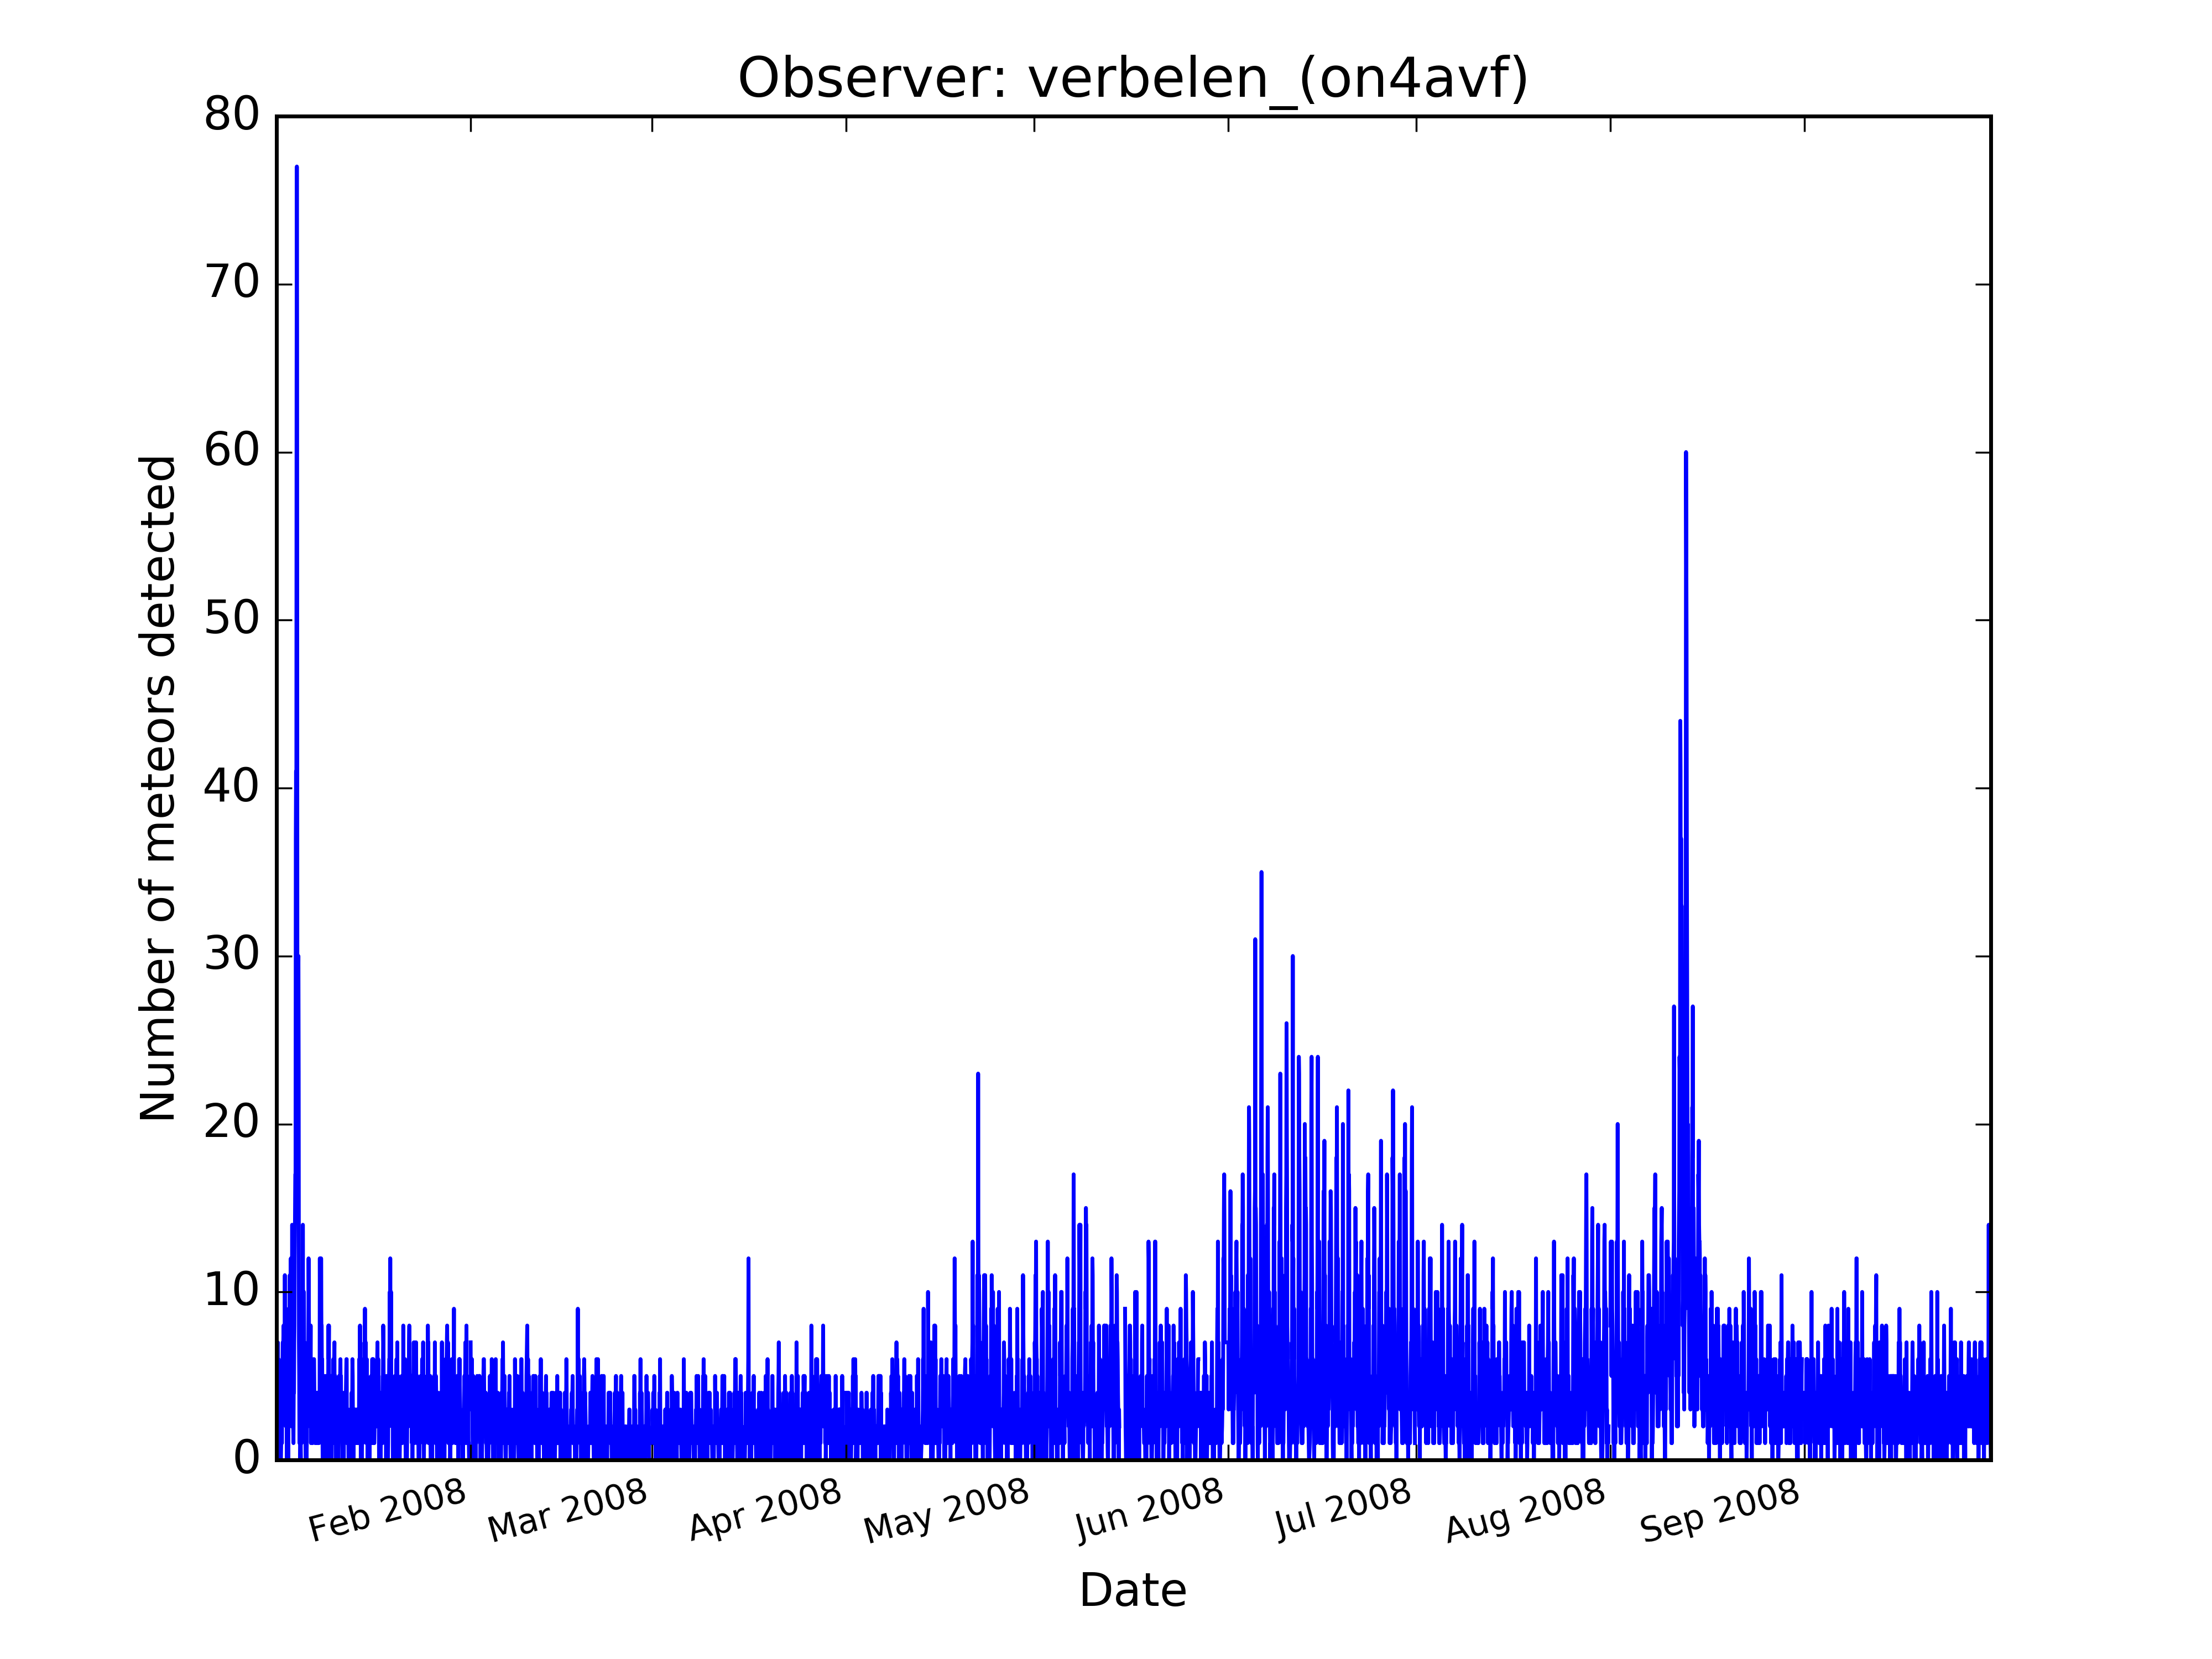 Observer: verbelen_(on4avf)
Number of meteors detected
80
70
60
50
40
30
20
10
0
Feb 2008
Mar 2008
Apr 2008
May 2008
Jun 2008
Jul 2008
Aug 2008
Sep 2008
Date